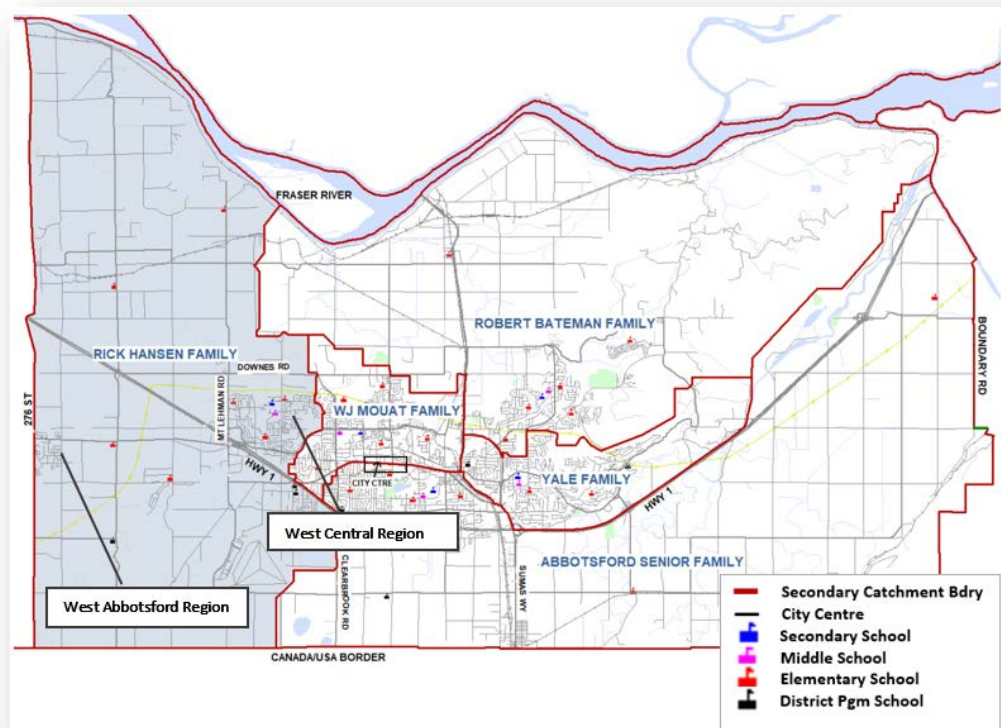 FRASER RIVER
ROBERT BATEMAN FAMILY
RICK HANSEN FAMILY
DOWNES RD
BOUNDARY RD
276 ST
MT LEHMAN RD
WJ MOUAT FAMILY
HWY 1
CITY CTRE
YALE FAMILY
HWY 1
West Central Region
ABBOTSFORD SENIOR FAMILY
CLEARBROOK RD
SUMAS WY
West Abbotsford Region
CANADA/USA BORDER
Secondary Catchment Bdry
City Centre
Secondary School
Middle School
Elementary School
District Pgm School